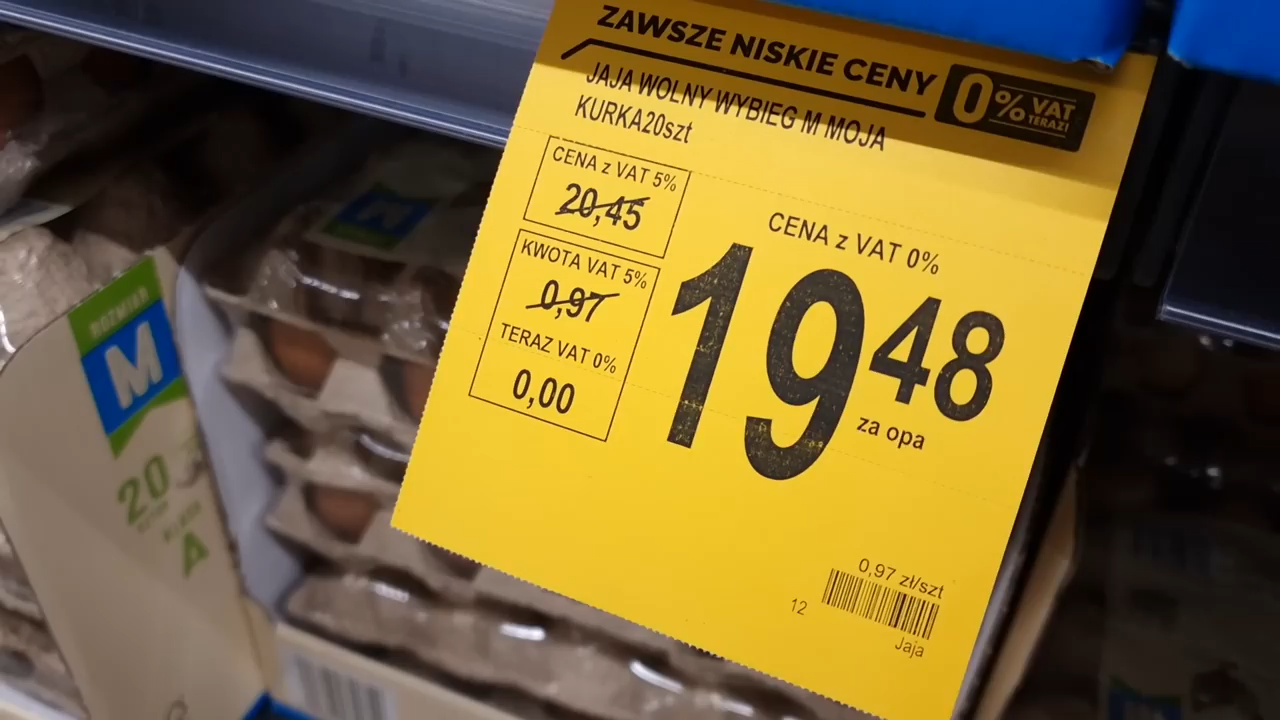 ZAWSZE NISKIE CENY
0% VAT
TERAZ!
JAJA WOLNY WYBIEG M MOJA
KURKA20szt
CENA z VAT 5%
20,45
KWOTA VAT 5%
0,97
TERAZ VAT 0%
0,00
CENA z VAT 0%
19 48
za opa
0,97 zł/szt
12
Jaja
M
ROZMIAR
M
20
KLASA
A